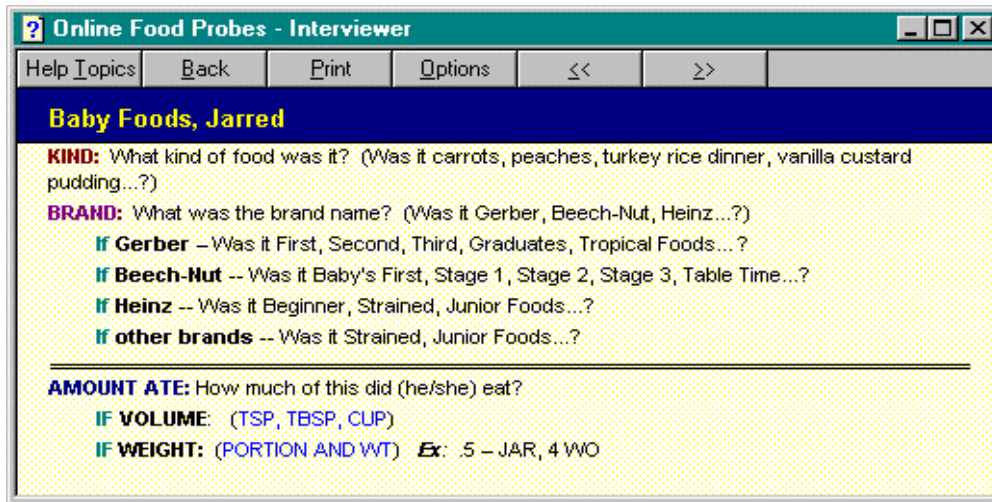 Online Food Probes - Interviewer
Help Topics Back Print Options << >>
Baby Foods, Jarred
KIND: What kind of food was it? (Was it carrots, peaches, turkey rice dinner, vanilla custard
pudding...?)
BRAND: What was the brand name? (Was it Gerber, Beech-Nut, Heinz...?)
If Gerber – Was it First, Second, Third, Graduates, Tropical Foods...?
If Beech-Nut -- Was it Baby's First, Stage 1, Stage 2, Stage 3, Table Time...?
If Heinz -- Was it Beginner, Strained, Junior Foods...?
If other brands -- Was it Strained, Junior Foods...?
AMOUNT ATE: How much of this did (he/she) eat?
IF VOLUME: (TSP, TBSP, CUP)
IF WEIGHT: (PORTION AND WT) Ex: .5 – JAR, 4 WO